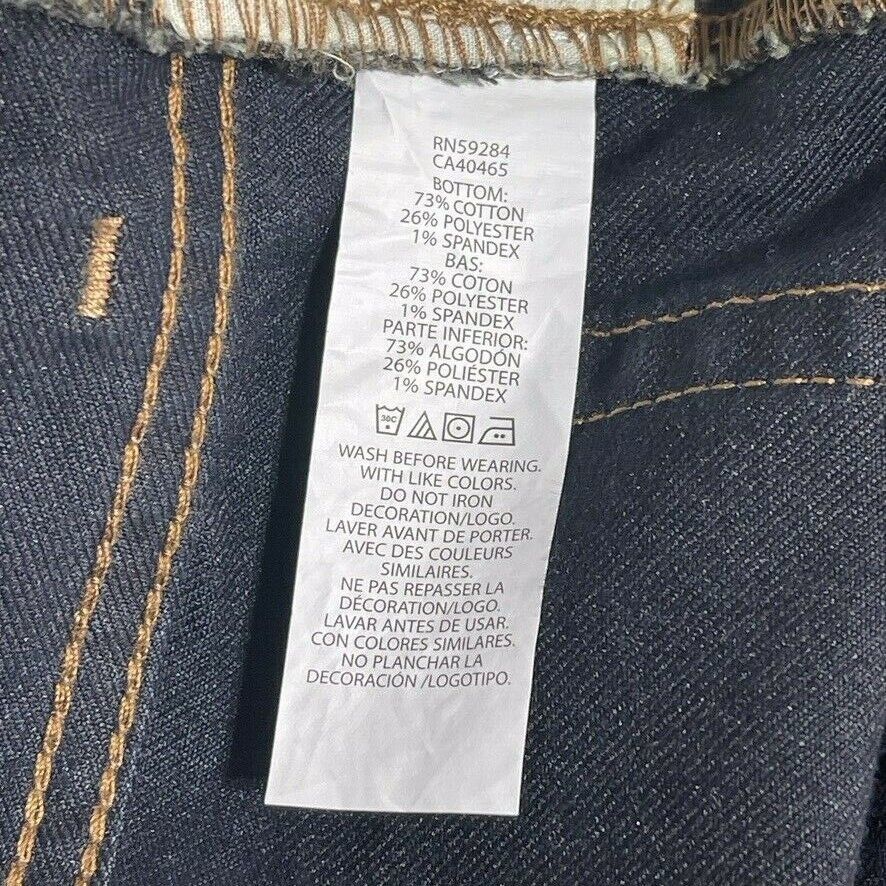 RN59284
CA40465
BOTTOM:
73% COTTON
26% POLYESTER
1% SPANDEX
BAS:
73% COTON
26% POLYESTER
1% SPANDEX
PARTE INFERIOR:
73% ALGODÓN
26% POLIÉSTER
1% SPANDEX
30C
WASH BEFORE WEARING.
WITH LIKE COLORS.
DO NOT IRON
DECORATION/LOGO.
LAVER AVANT DE PORTER.
AVEC DES COULEURS
SIMILAIRES.
NE PAS REPASSER LA
DÉCORATION/LOGO.
LAVAR ANTES DE USAR.
CON COLORES SIMILARES.
NO PLANCHAR LA
DECORACIÓN /LOGOTIPO.